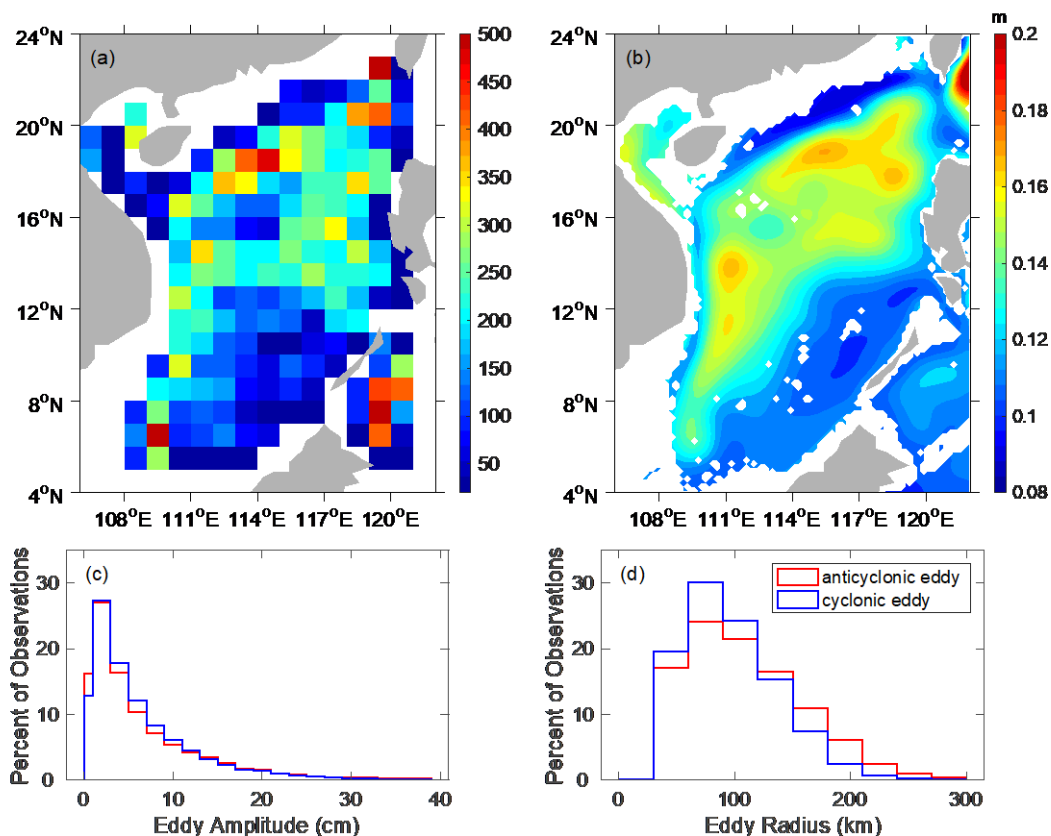 m
24°N
(a)
500
24°N
(b)
0.2
450
20°N
400
20°N
0.18
350
0.16
16°N
300
16°N
250
0.14
12°N
200
12°N
0.12
150
8°N
100
8°N
0.1
50
4°N
4°N
0.08
108°E 111°E 114°E 117°E 120°E
108°E 111°E 114°E 117°E 120°E
Percent of Observations
30
20
10
0
(c)
0 10 20 30 40
Eddy Amplitude (cm)
Percent of Observations
30
20
10
0
(d)
anticyclonic eddy
cyclonic eddy
0 100 200 300
Eddy Radius (km)